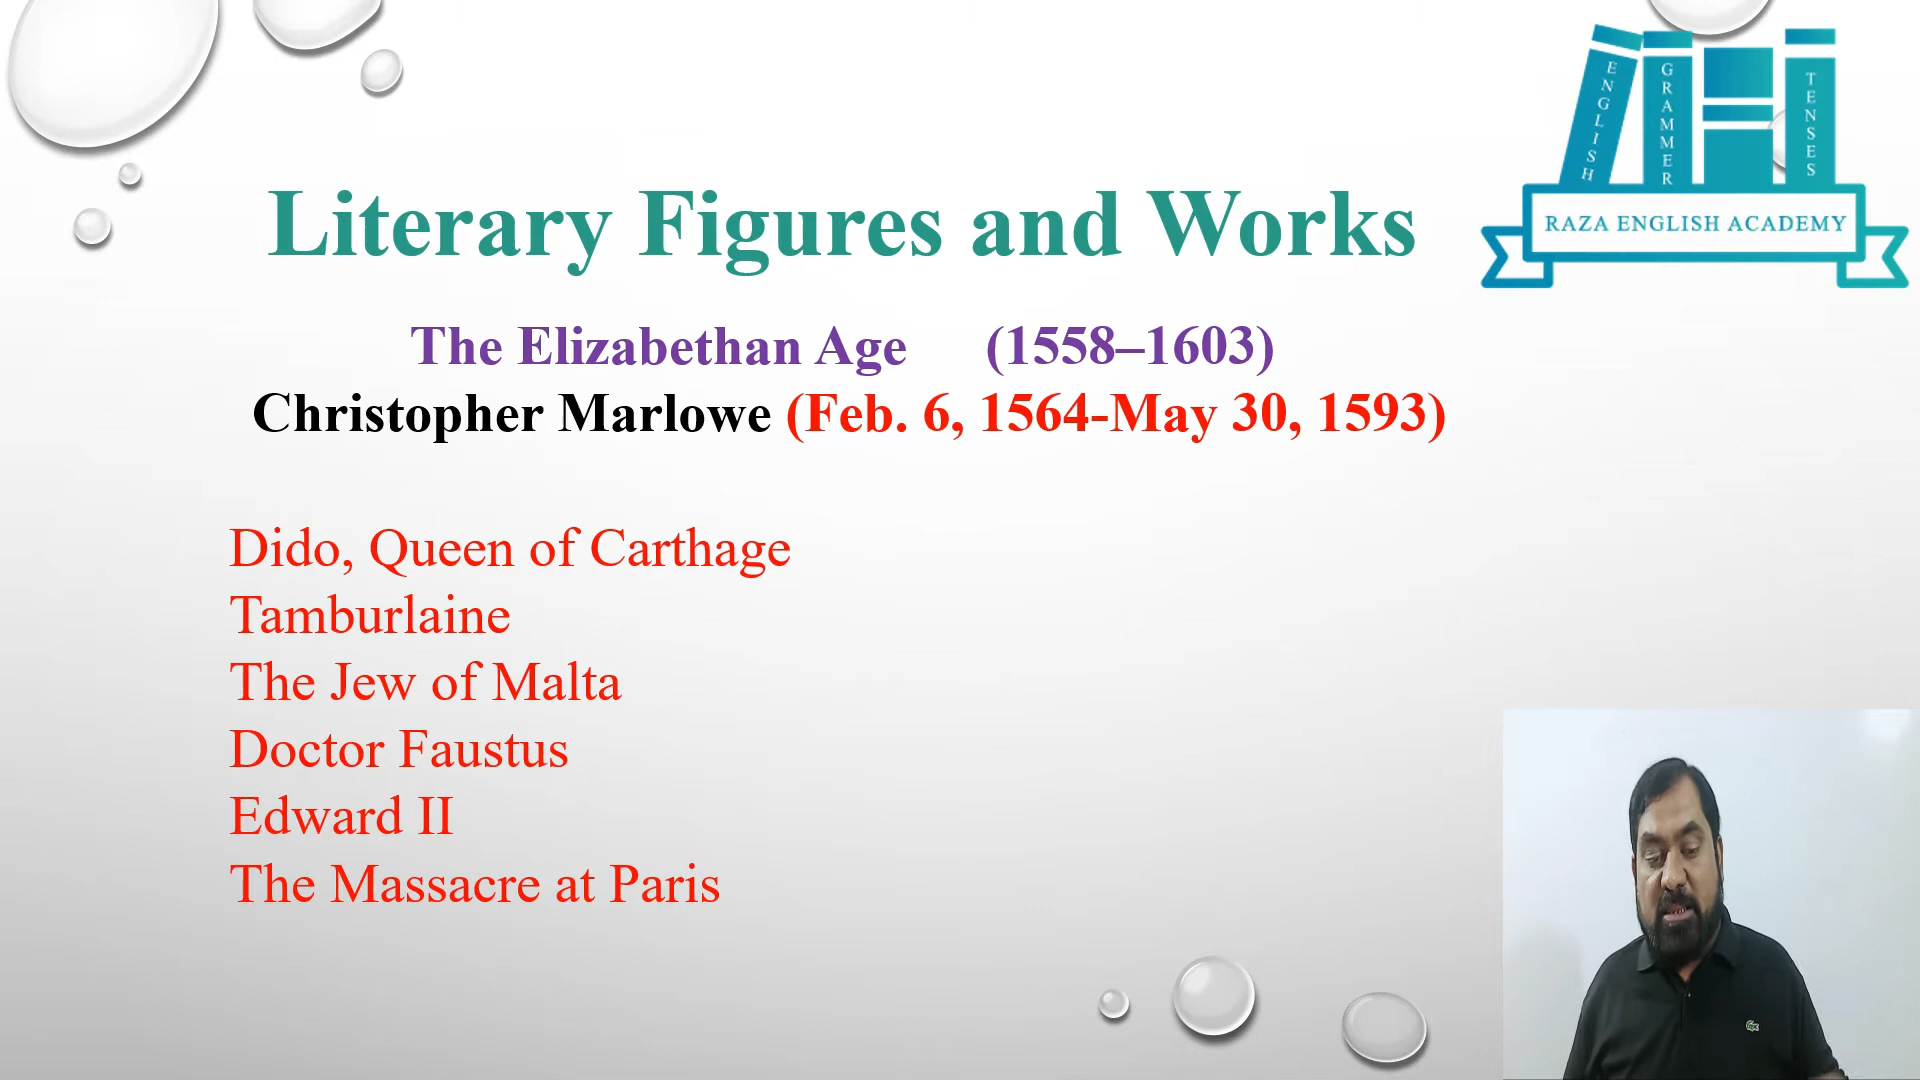 ENGLISH
GRAMMER
TENSES
RAZA ENGLISH ACADEMY
Literary Figures and Works
The Elizabethan Age (1558–1603)
Christopher Marlowe (Feb. 6, 1564-May 30, 1593)
Dido, Queen of Carthage
Tamburlaine
The Jew of Malta
Doctor Faustus
Edward II
The Massacre at Paris